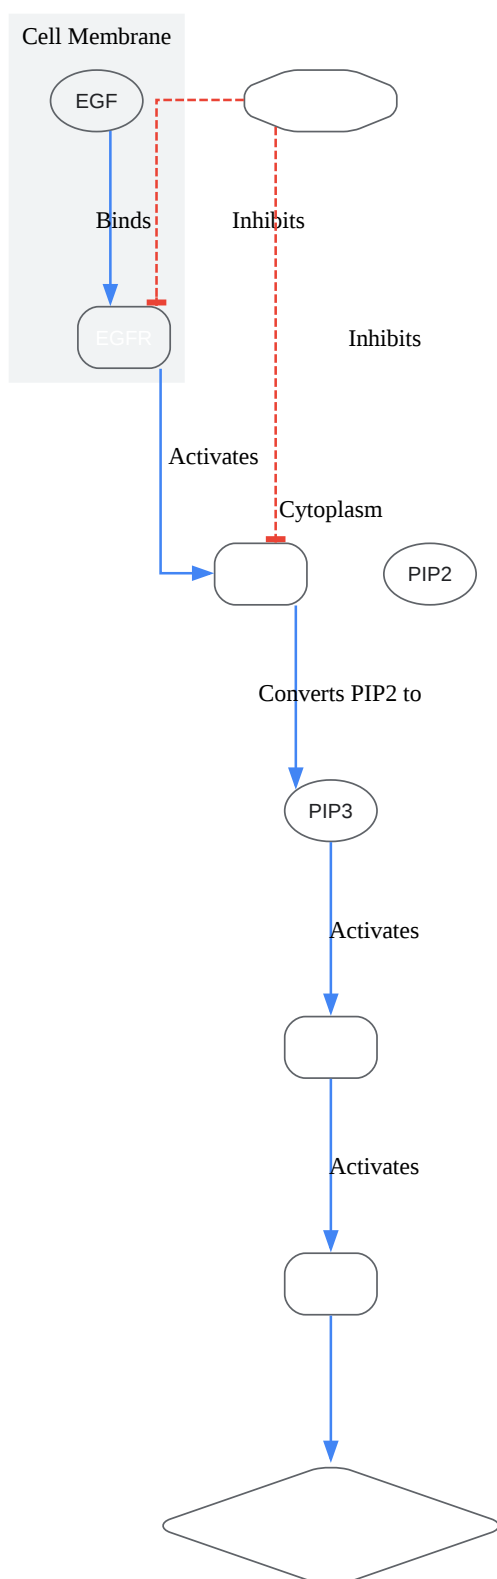 Cell Membrane
EGF
Binds
Inhibits
EGFR
Inhibits
Activates
Cytoplasm
PIP2
Converts PIP2 to
PIP3
Activates
Activates